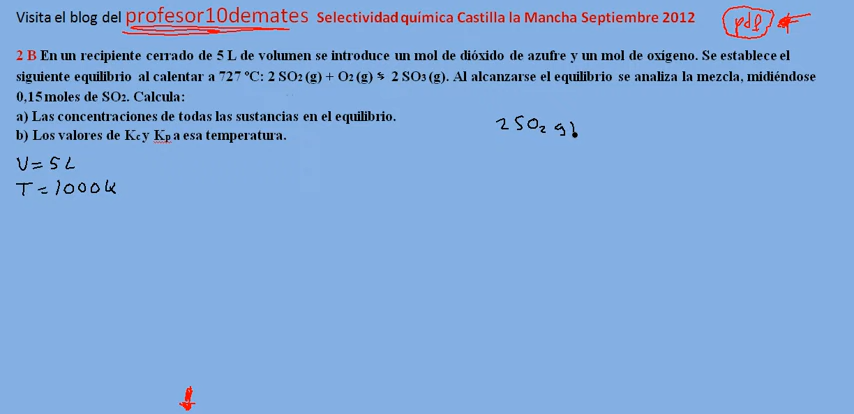 Visita el blog del profesor10demates Selectividad química Castilla la Mancha Septiembre 2012 pdf
2 B En un recipiente cerrado de 5 L de volumen se introduce un mol de dióxido de azufre y un mol de oxígeno. Se establece el
siguiente equilibrio al calentar a 727 ºC: 2 SO₂ (g) + O₂ (g) ⇆ 2 SO₃ (g). Al alcanzarse el equilibrio se analiza la mezcla, midiéndose
0,15 moles de SO₂. Calcula:
a) Las concentraciones de todas las sustancias en el equilibrio.
b) Los valores de Kc y Kp a esa temperatura.
2 SO₂ g)
V = 5 L
T = 1000 K